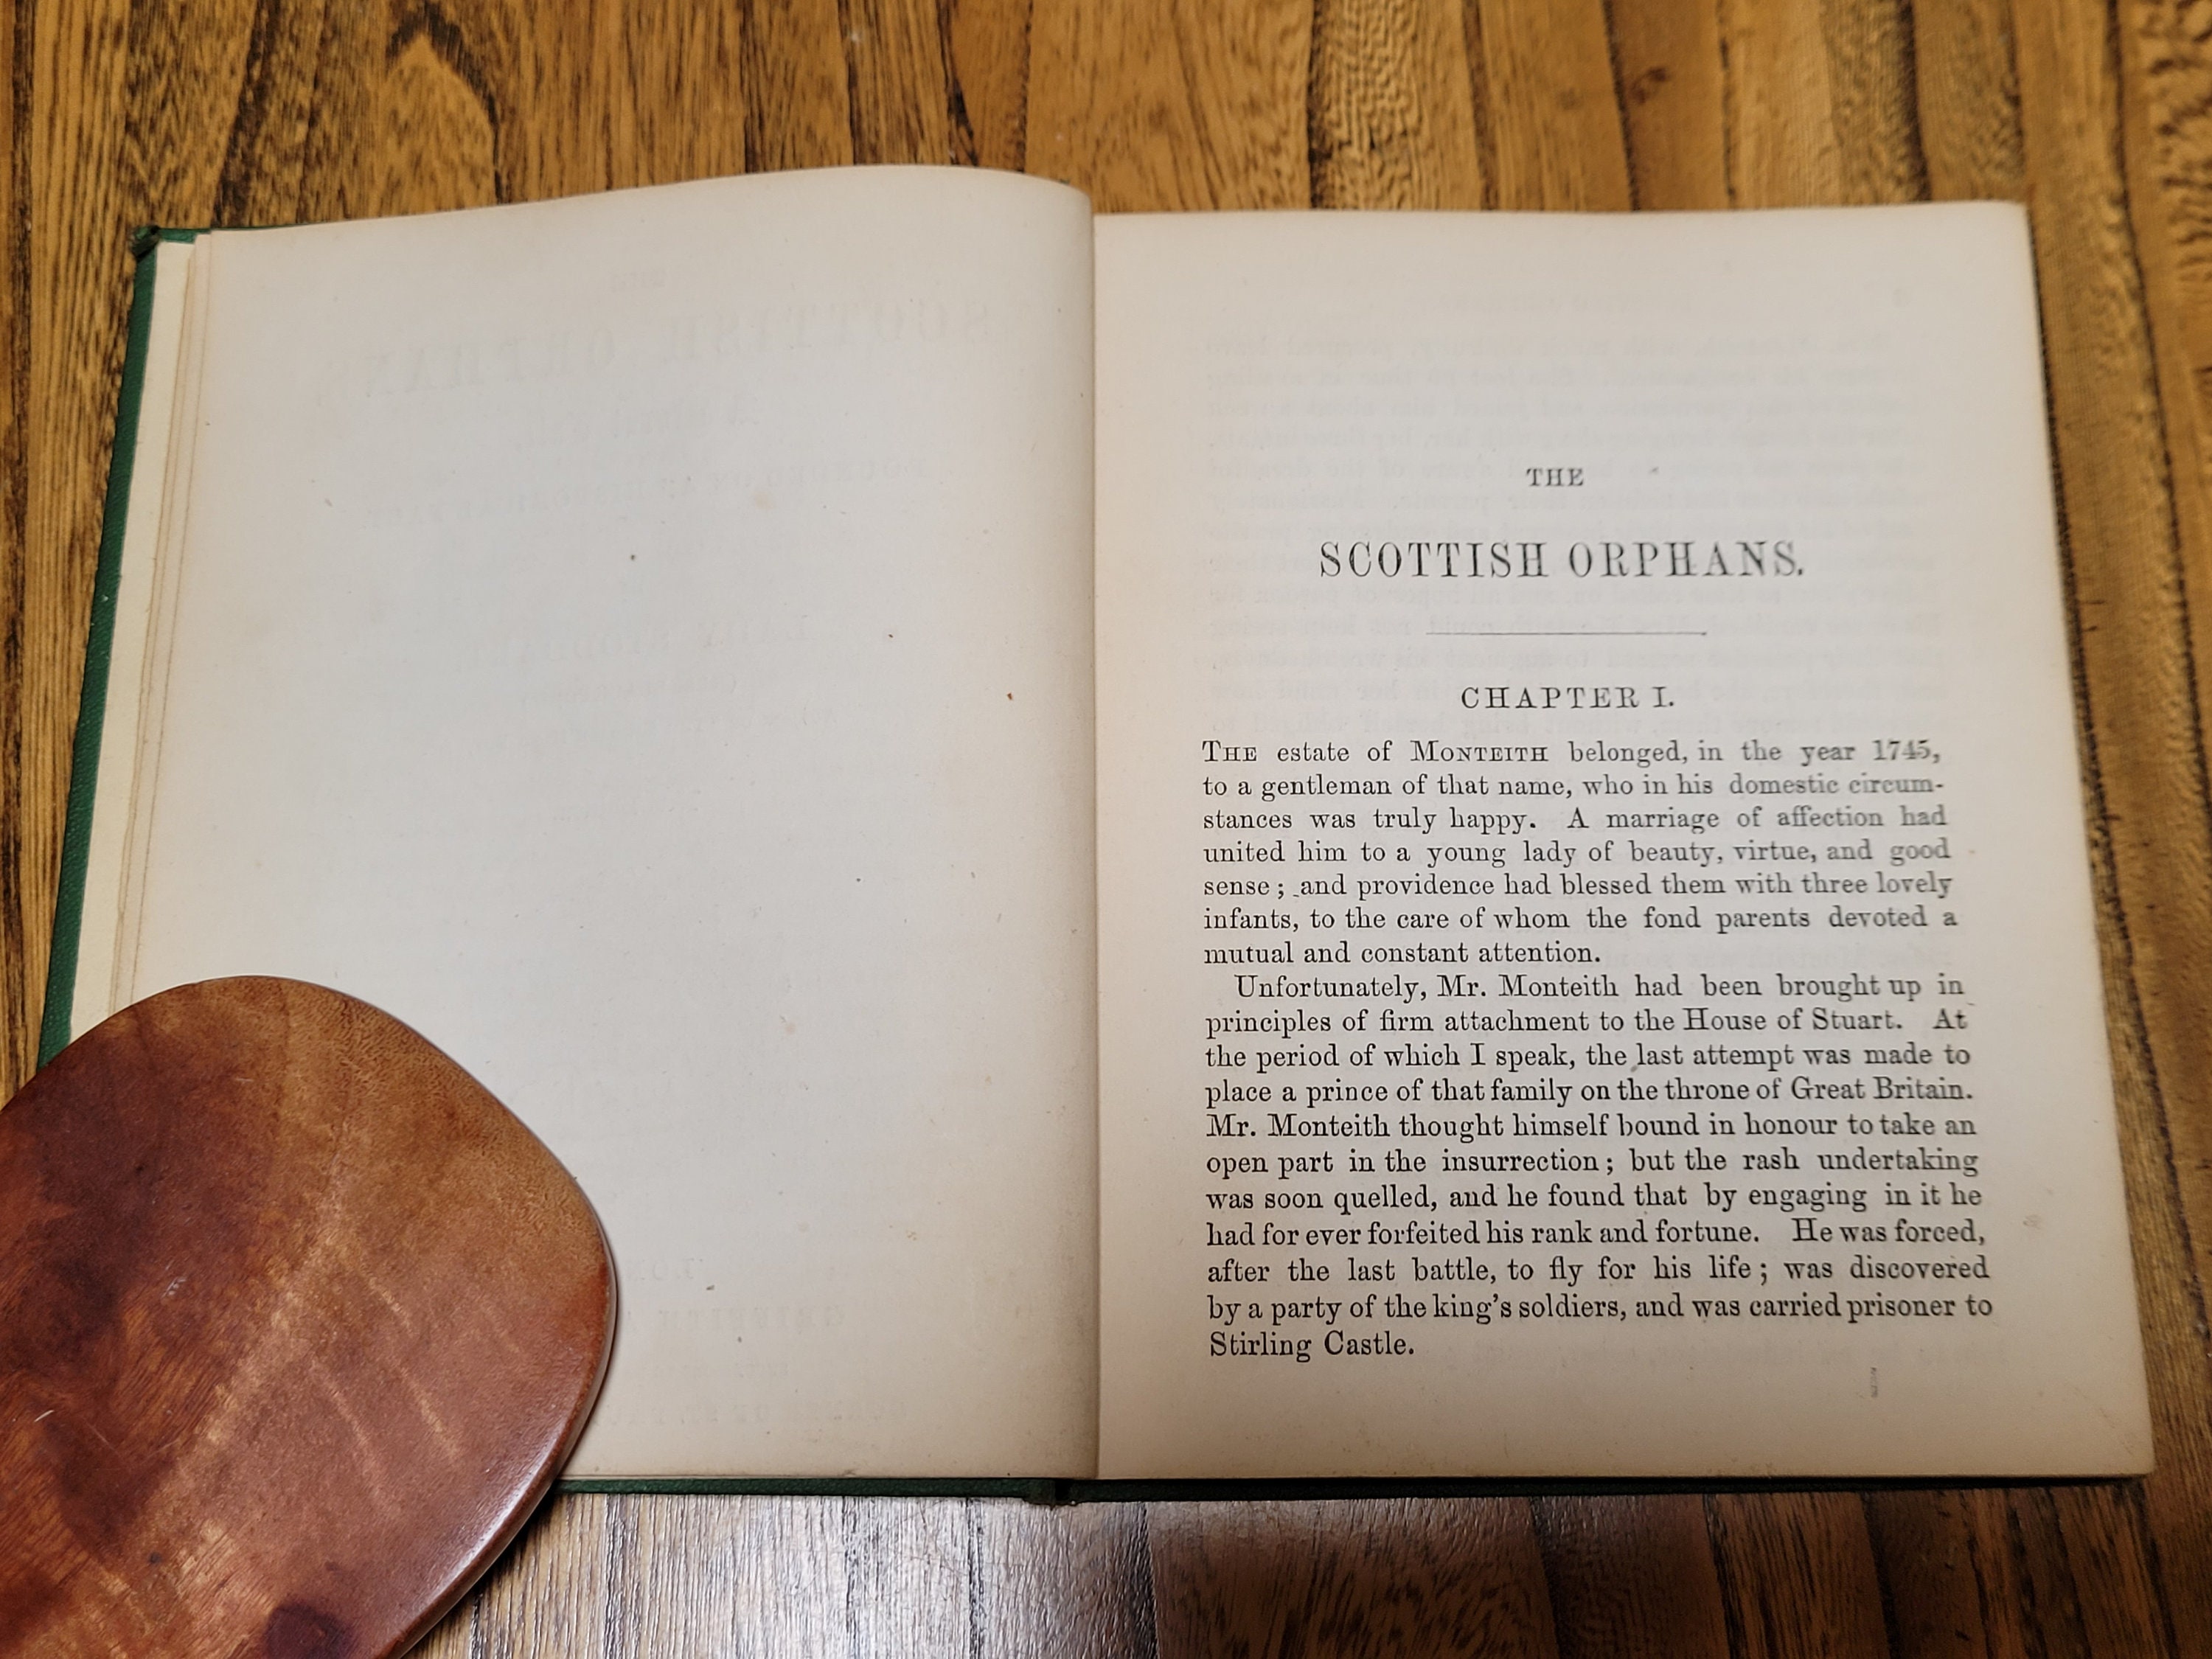 THE
SCOTTISH ORPHANS.
CHAPTER I.
THE estate of MONTEITH belonged, in the year 1745,
to a gentleman of that name, who in his domestic circum-
stances was truly happy. A marriage of affection had
united him to a young lady of beauty, virtue, and good
sense; and providence had blessed them with three lovely
infants, to the care of whom the fond parents devoted a
mutual and constant attention.
Unfortunately, Mr. Monteith had been brought up in
principles of firm attachment to the House of Stuart. At
the period of which I speak, the last attempt was made to
place a prince of that family on the throne of Great Britain.
Mr. Monteith thought himself bound in honour to take an
open part in the insurrection; but the rash undertaking
was soon quelled, and he found that by engaging in it he
had for ever forfeited his rank and fortune. He was forced,
after the last battle, to fly for his life; was discovered
by a party of the king's soldiers, and was carried prisoner to
Stirling Castle.